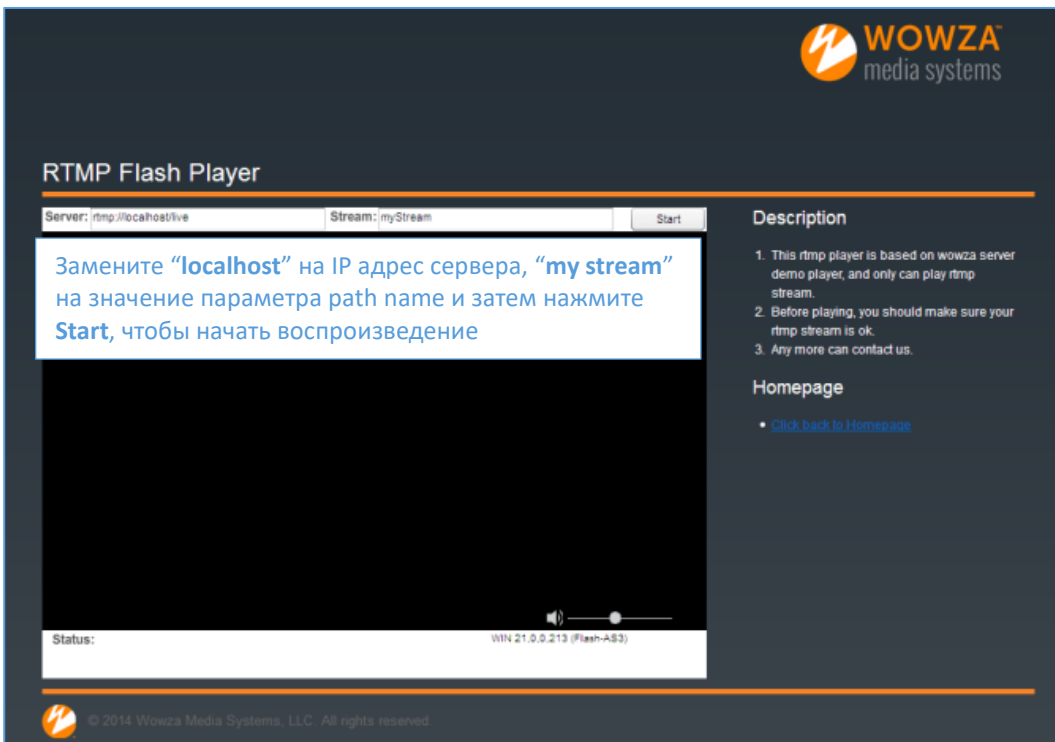 WOWZA™
media systems
RTMP Flash Player
Server: rtmp://localhost/live Stream: myStream Start
Замените “localhost” на IP адрес сервера, “my stream”
на значение параметра path name и затем нажмите
Start, чтобы начать воспроизведение
Status: WIN 21,0,0,213 (Flash-AS3)
Description
1. This rtmp player is based on wowza server
demo player, and only can play rtmp
stream.
2. Before playing, you should make sure your
rtmp stream is ok.
3. Any more can contact us.
Homepage
• Click back to Homepage
© 2014 Wowza Media Systems, LLC. All rights reserved.